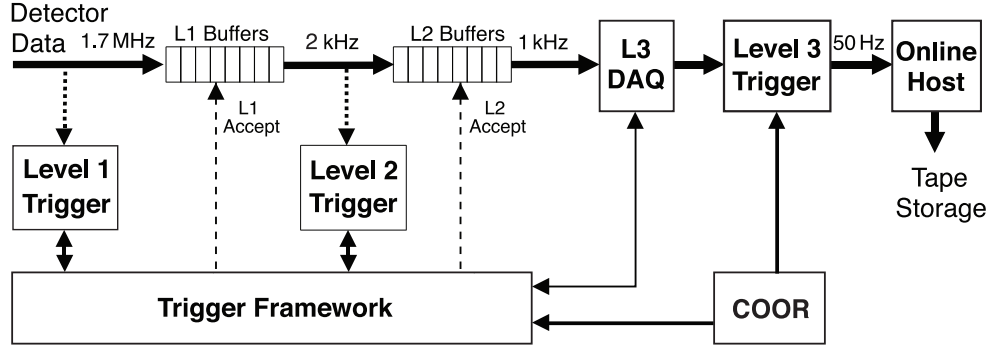 Detector
Data
1.7 MHz
L1 Buffers
2 kHz
L2 Buffers
1 kHz
L3
DAQ
Level 3
Trigger
50 Hz
Online
Host
L1
Accept
L2
Accept
Level 1
Trigger
Level 2
Trigger
Tape
Storage
Trigger Framework
COOR